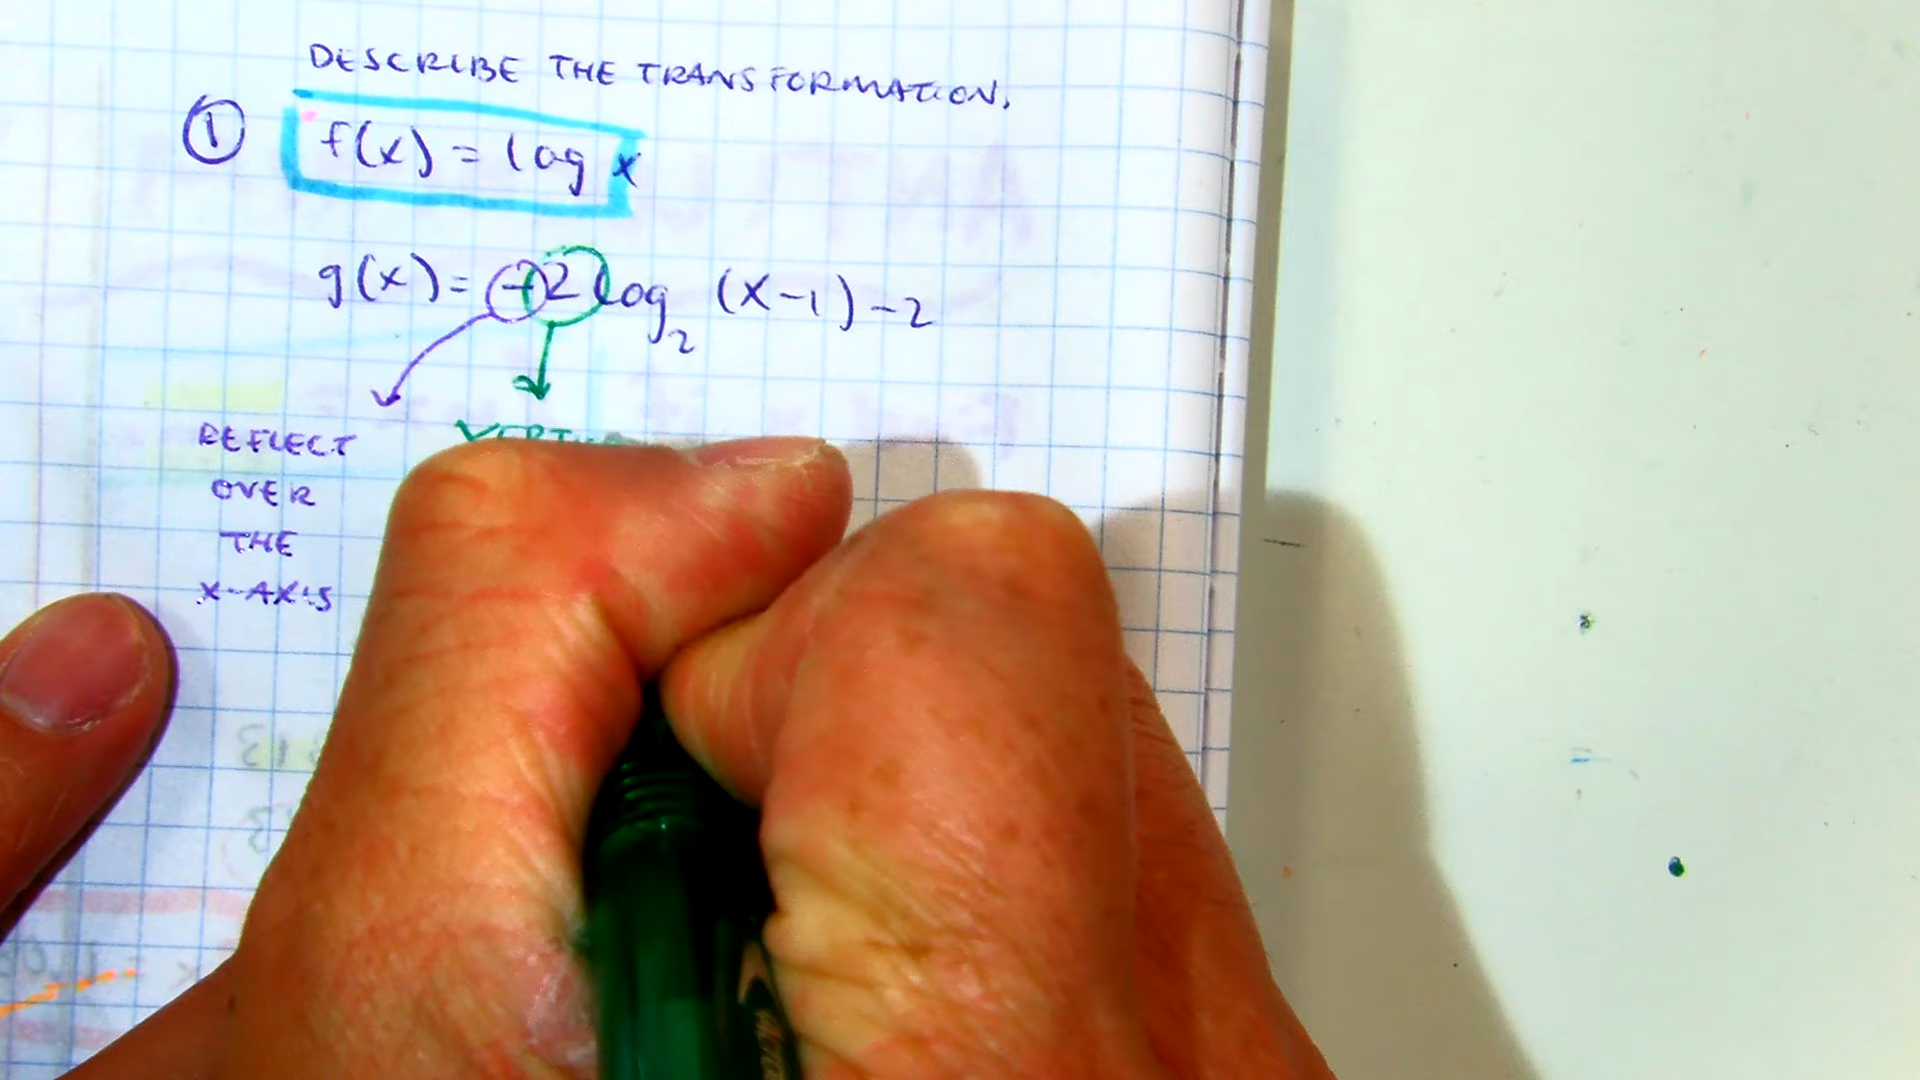 DESCRIBE THE TRANSFORMATION.
① f(x) = log x
g(x) = -2 log₂ (x-1) -2
REFLECT
OVER
THE
X-AXIS